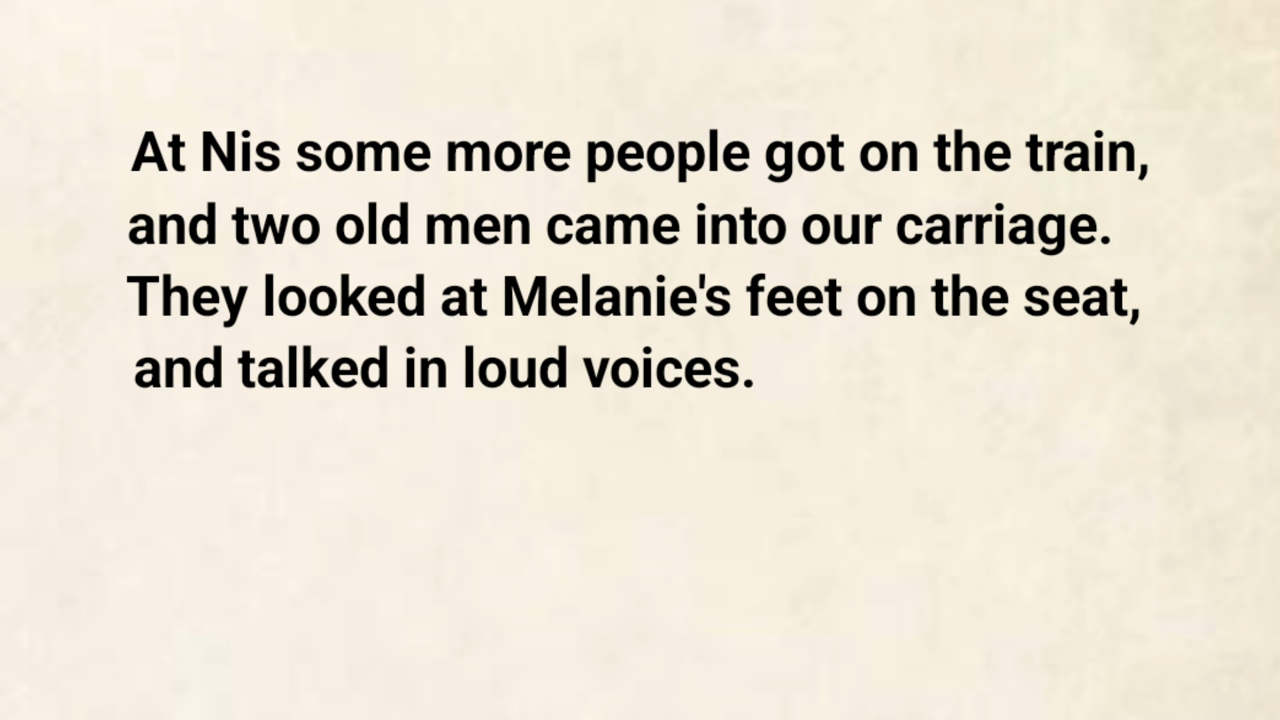 At Nis some more people got on the train,
and two old men came into our carriage.
They looked at Melanie's feet on the seat,
and talked in loud voices.